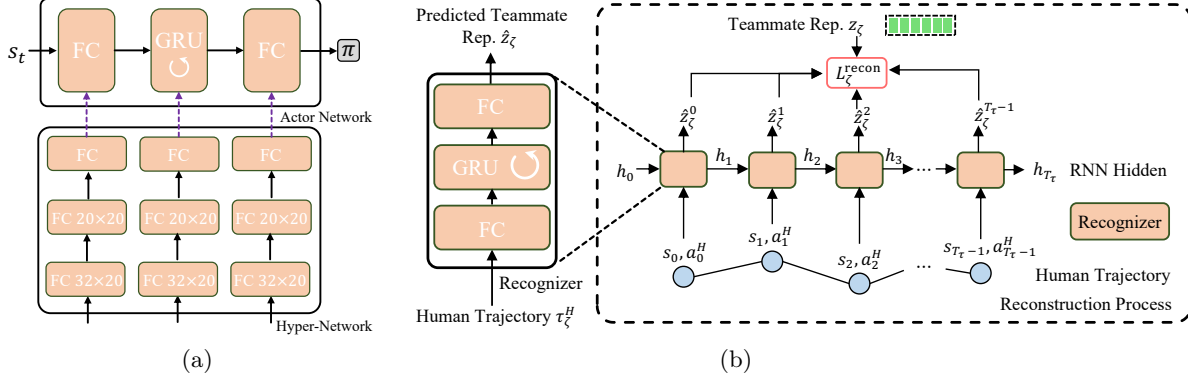 s_t FC GRU FC π
Actor Network
FC FC FC
FC 20×20 FC 20×20 FC 20×20
FC 32×20 FC 32×20 FC 32×20
Hyper-Network
(a)
Predicted Teammate
Rep. ẑ_ζ
FC
GRU
FC
Recognizer
Human Trajectory τ_ζ^H
Teammate Rep. z_ζ
L_ζ^recon
ẑ_ζ^0 ẑ_ζ^1 ẑ_ζ^2 ẑ_ζ^{T_τ−1}
h_0 h_1 h_2 h_3 ... h_{T_τ} RNN Hidden
Recognizer
s_0, a_0^H s_1, a_1^H s_2, a_2^H ... s_{T_τ−1}, a_{T_τ−1}^H
Human Trajectory
Reconstruction Process
(b)